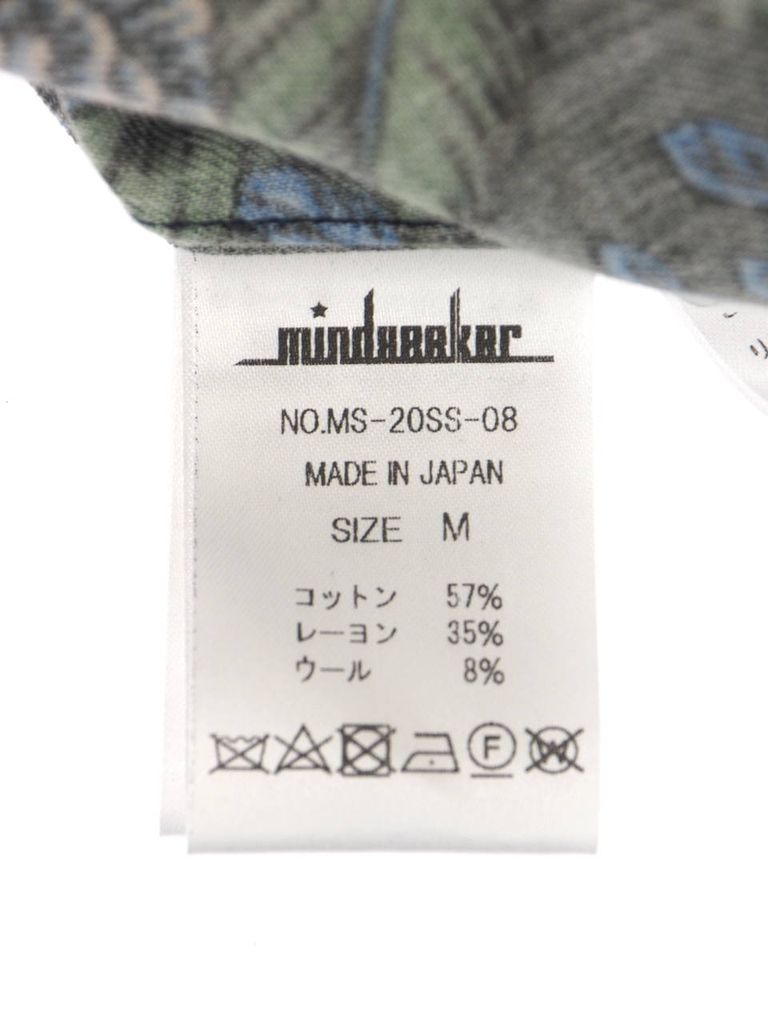 mindseeker
NO.MS-20SS-08
MADE IN JAPAN
SIZE M
コットン 57%
レーヨン 35%
ウール 8%
F
W